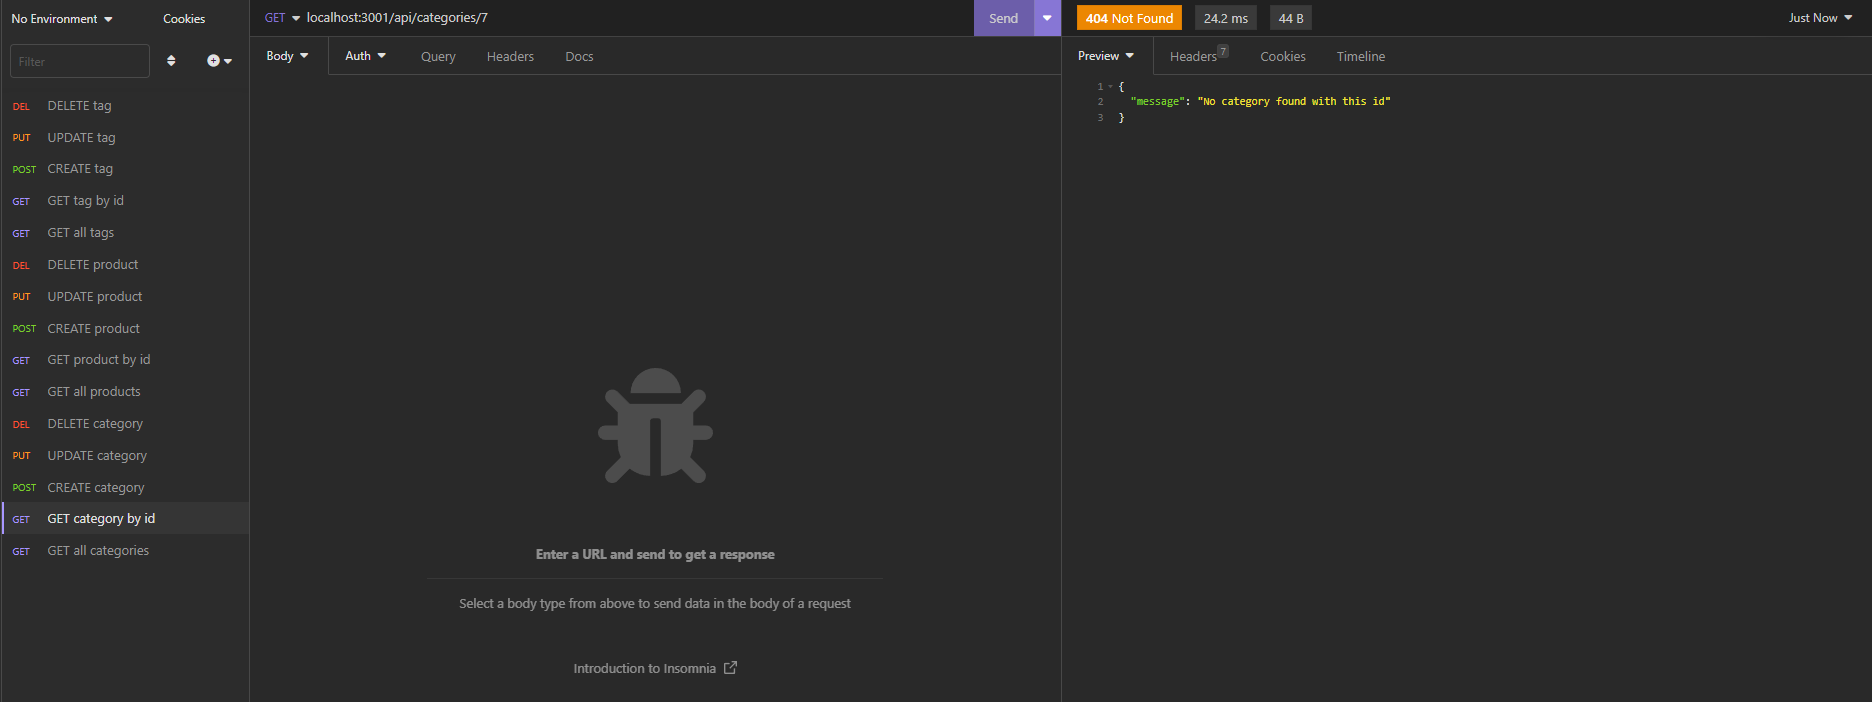 No Environment
Cookies
Filter
DEL DELETE tag
PUT UPDATE tag
POST CREATE tag
GET GET tag by id
GET GET all tags
DEL DELETE product
PUT UPDATE product
POST CREATE product
GET GET product by id
GET GET all products
DEL DELETE category
PUT UPDATE category
POST CREATE category
GET GET category by id
GET GET all categories
GET localhost:3001/api/categories/7
Send
Body Auth Query Headers Docs
Enter a URL and send to get a response
Select a body type from above to send data in the body of a request
Introduction to Insomnia
404 Not Found 24.2 ms 44 B Just Now
Preview Headers 7 Cookies Timeline
1 {
2 "message": "No category found with this id"
3 }